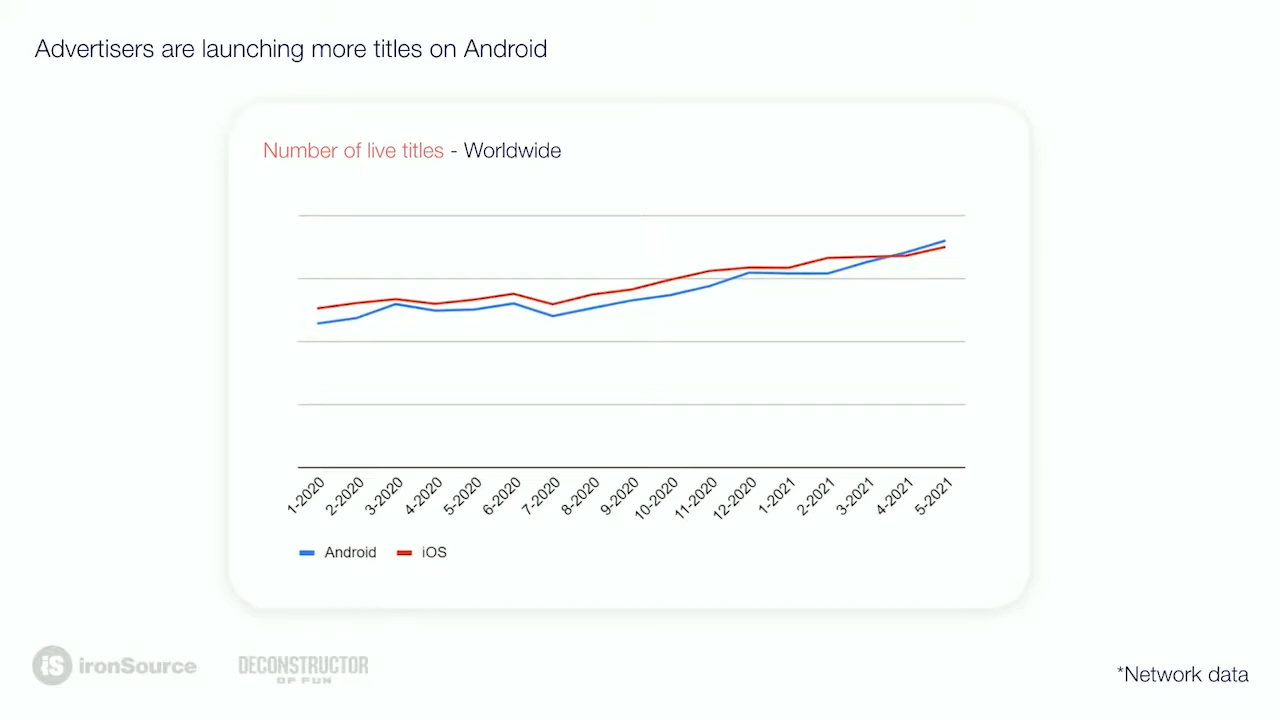 Advertisers are launching more titles on Android
Number of live titles - Worldwide
1-2020
2-2020
3-2020
4-2020
5-2020
6-2020
7-2020
8-2020
9-2020
10-2020
11-2020
12-2020
1-2021
2-2021
3-2021
4-2021
5-2021
Android
iOS
iS ironSource
DECONSTRUCTOR
OF FUN
*Network data